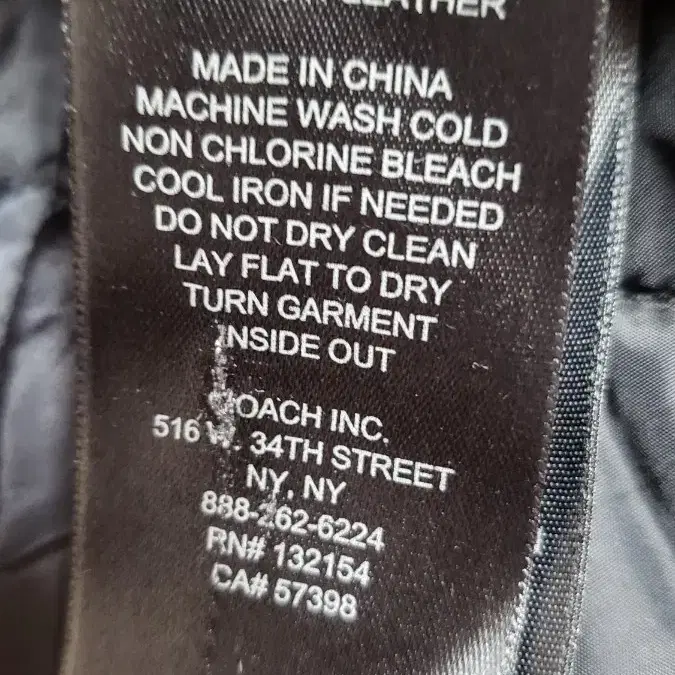 LEATHER
MADE IN CHINA
MACHINE WASH COLD
NON CHLORINE BLEACH
COOL IRON IF NEEDED
DO NOT DRY CLEAN
LAY FLAT TO DRY
TURN GARMENT
INSIDE OUT
COACH INC.
516 W. 34TH STREET
NY, NY
888-262-6224
RN# 132154
CA# 57398